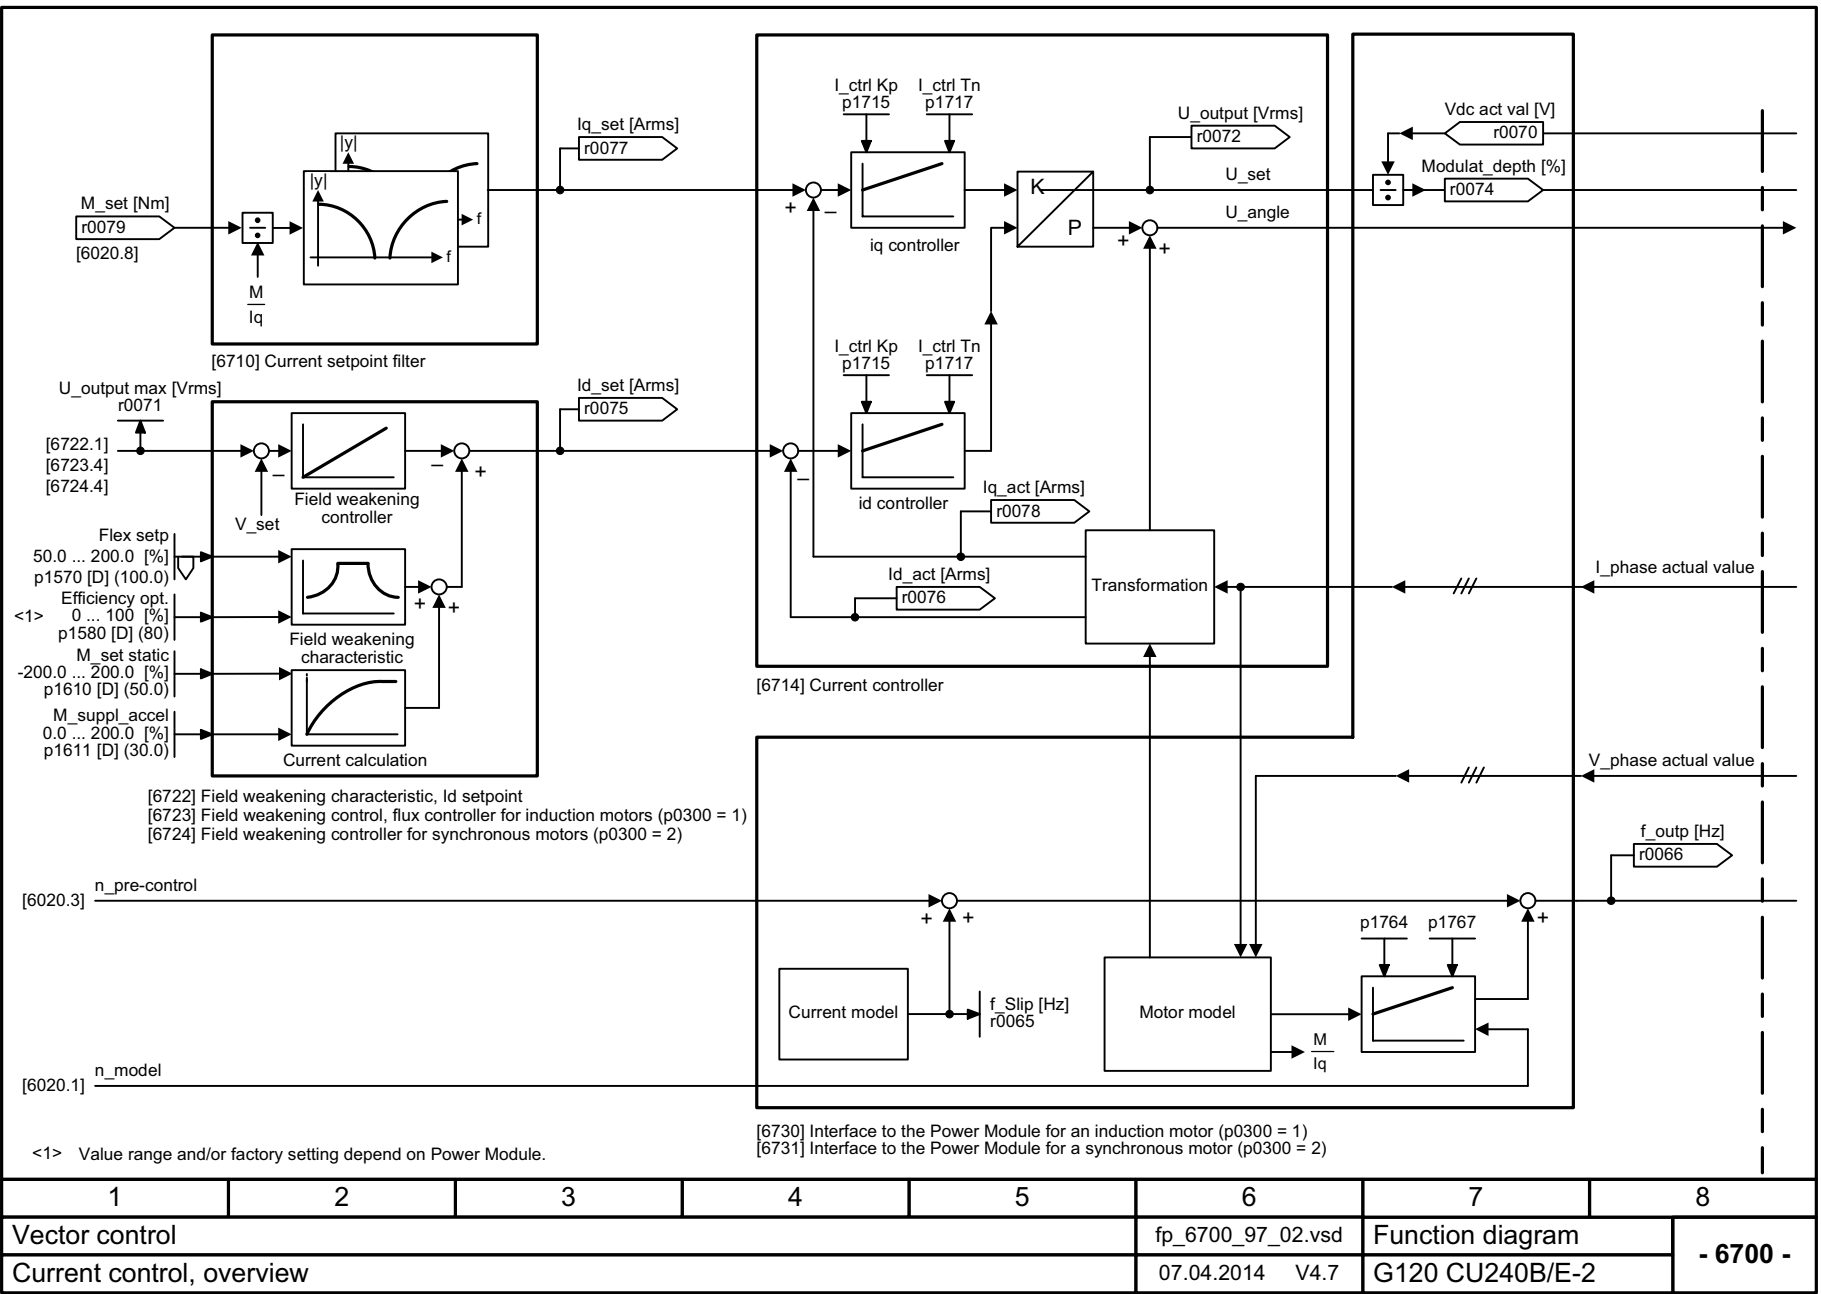 I_ctrl Kp
p1715
I_ctrl Tn
p1717
U_output [Vrms]
r0072
Vdc act val [V]
r0070
Iq_set [Arms]
r0077
|y|
|y|
f
f
M_set [Nm]
r0079
[6020.8]
÷
M
Iq
[6710] Current setpoint filter
+
–
iq controller
K
P
U_set
U_angle
+
+
÷
Modulat_depth [%]
r0074
U_output max [Vrms]
r0071
[6722.1]
[6723.4]
[6724.4]
–
V_set
Field weakening
controller
–
+
Id_set [Arms]
r0075
I_ctrl Kp
p1715
I_ctrl Tn
p1717
–
id controller
Iq_act [Arms]
r0078
Id_act [Arms]
r0076
Transformation
I_phase actual value
Flex setp
50.0 ... 200.0 [%]
p1570 [D] (100.0)
Efficiency opt.
<1> 0 ... 100 [%]
p1580 [D] (80)
Field weakening
characteristic
+
+
M_set static
-200.0 ... 200.0 [%]
p1610 [D] (50.0)
M_suppl_accel
0.0 ... 200.0 [%]
p1611 [D] (30.0)
Current calculation
[6714] Current controller
[6722] Field weakening characteristic, Id setpoint
[6723] Field weakening control, flux controller for induction motors (p0300 = 1)
[6724] Field weakening controller for synchronous motors (p0300 = 2)
V_phase actual value
f_outp [Hz]
r0066
[6020.3] n_pre-control
+
+
+
p1764
p1767
Current model
f_Slip [Hz]
r0065
Motor model
M
Iq
[6020.1] n_model
[6730] Interface to the Power Module for an induction motor (p0300 = 1)
[6731] Interface to the Power Module for a synchronous motor (p0300 = 2)
<1> Value range and/or factory setting depend on Power Module.
1 2 3 4 5 6 7 8
Vector control
fp_6700_97_02.vsd
Function diagram
- 6700 -
Current control, overview
07.04.2014 V4.7
G120 CU240B/E-2